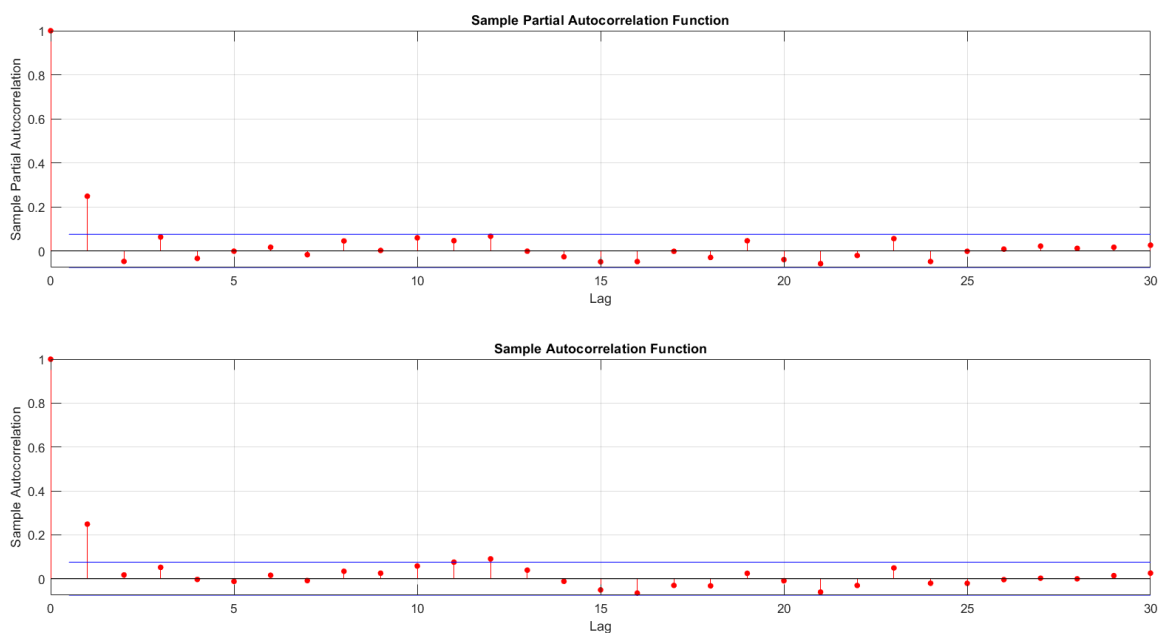 Sample Partial Autocorrelation Function
Sample Partial Autocorrelation
1
0.8
0.6
0.4
0.2
0
0 5 10 15 20 25 30
Lag
Sample Autocorrelation Function
Sample Autocorrelation
1
0.8
0.6
0.4
0.2
0
0 5 10 15 20 25 30
Lag